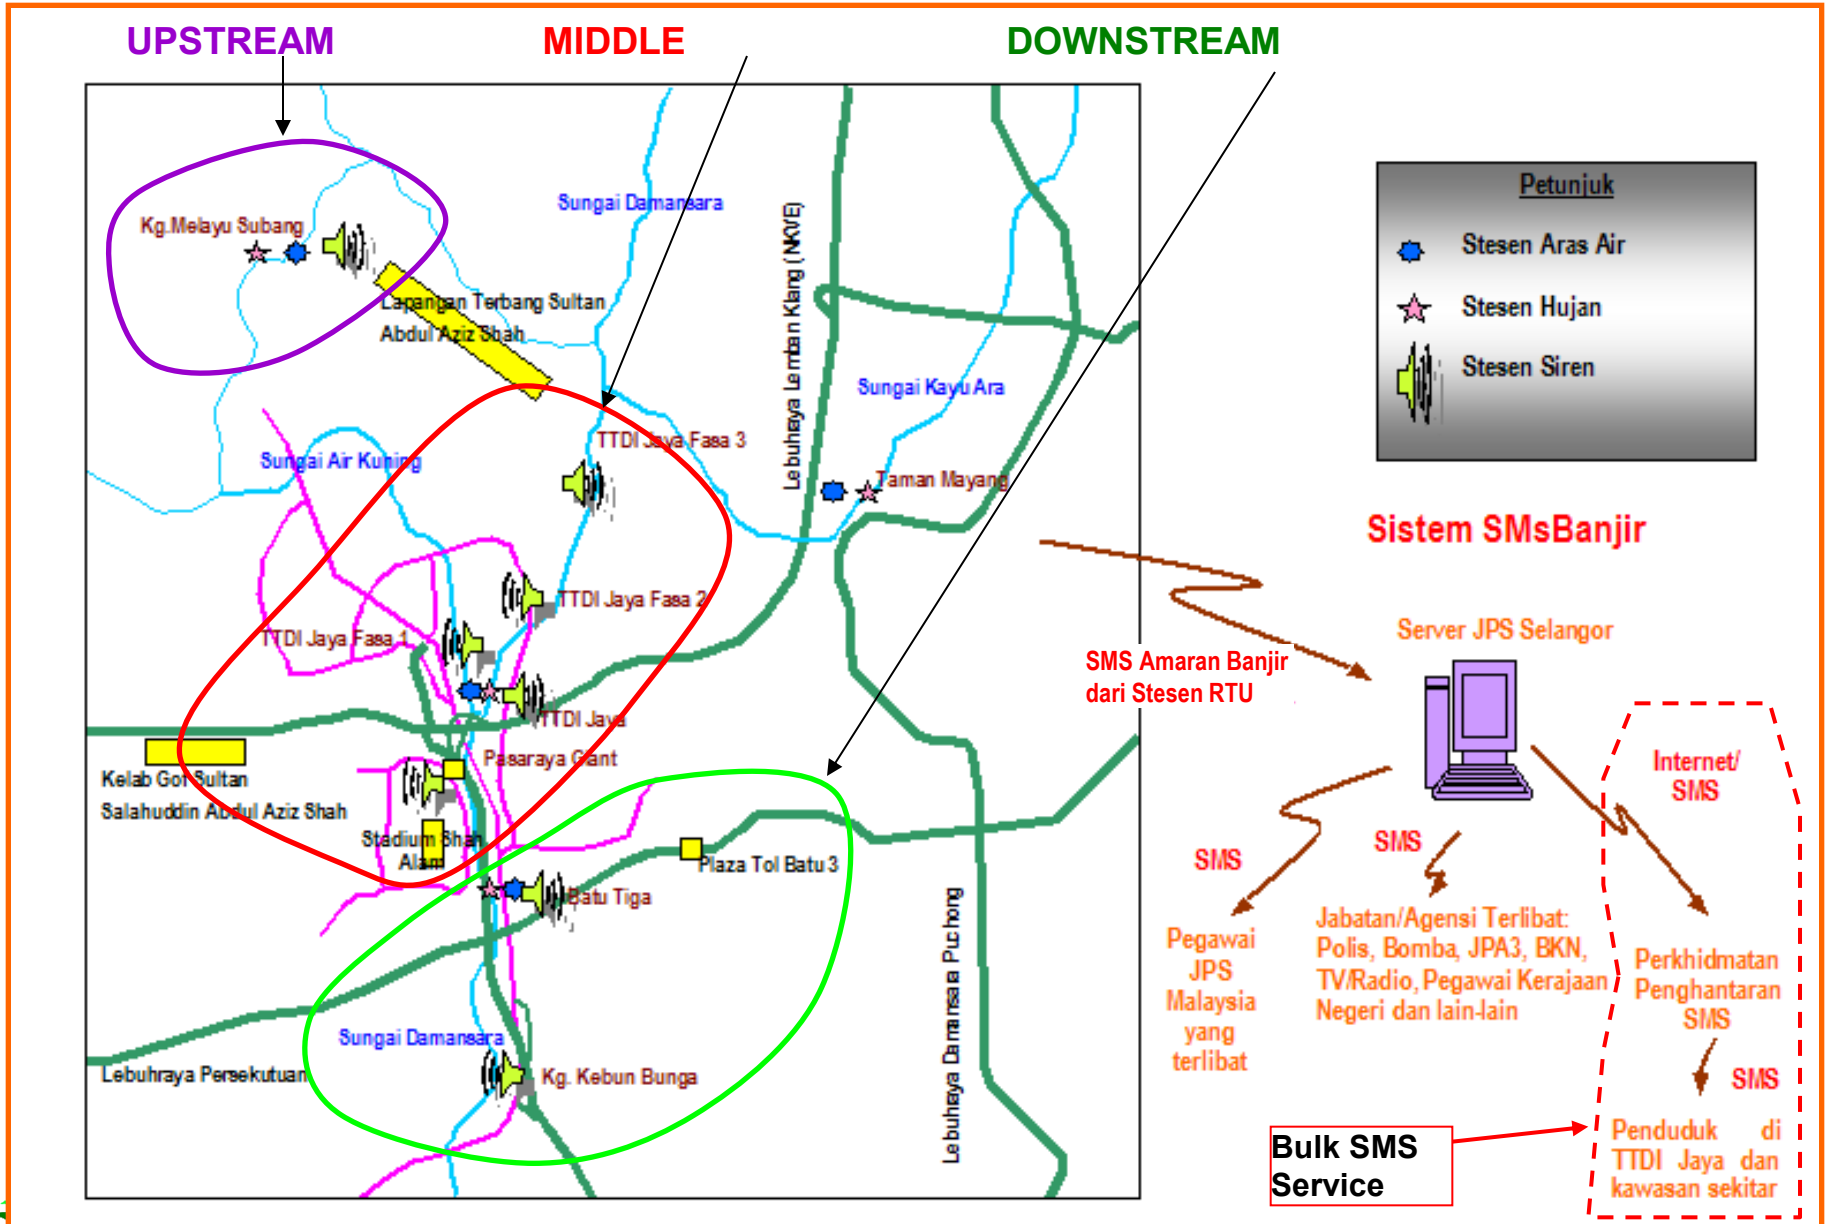 UPSTREAM
MIDDLE
DOWNSTREAM
Kg.Melayu Subang
Sungai Damansara
Lapangan Terbang Sultan
Abdul Aziz Shah
Lebuhraya Lemban Klang (NKVE)
Sungai Kayu Ara
TTDI Jaya Fasa 3
Sungai Air Kuning
Taman Mayang
TTDI Jaya Fasa 2
TTDI Jaya Fasa 1
TTDI Jaya
Pasaraya Giant
Kelab Golf Sultan
Salahuddin Abdul Aziz Shah
Stadium Shah
Alam
Plaza Tol Batu 3
Batu Tiga
Lebuhraya Damansara Puchong
Sungai Damansara
Lebuhraya Persekutuan
Kg. Kebun Bunga
Petunjuk
Stesen Aras Air
Stesen Hujan
Stesen Siren
Sistem SMsBanjir
Server JPS Selangor
SMS Amaran Banjir
dari Stesen RTU
Internet/
SMS
SMS
SMS
Pegawai
JPS
Malaysia
yang
terlibat
Jabatan/Agensi Terlibat:
Polis, Bomba, JPA3, BKN,
TV/Radio, Pegawai Kerajaan
Negeri dan lain-lain
Perkhidmatan
Penghantaran
SMS
SMS
Penduduk di
TTDI Jaya dan
kawasan sekitar
Bulk SMS
Service